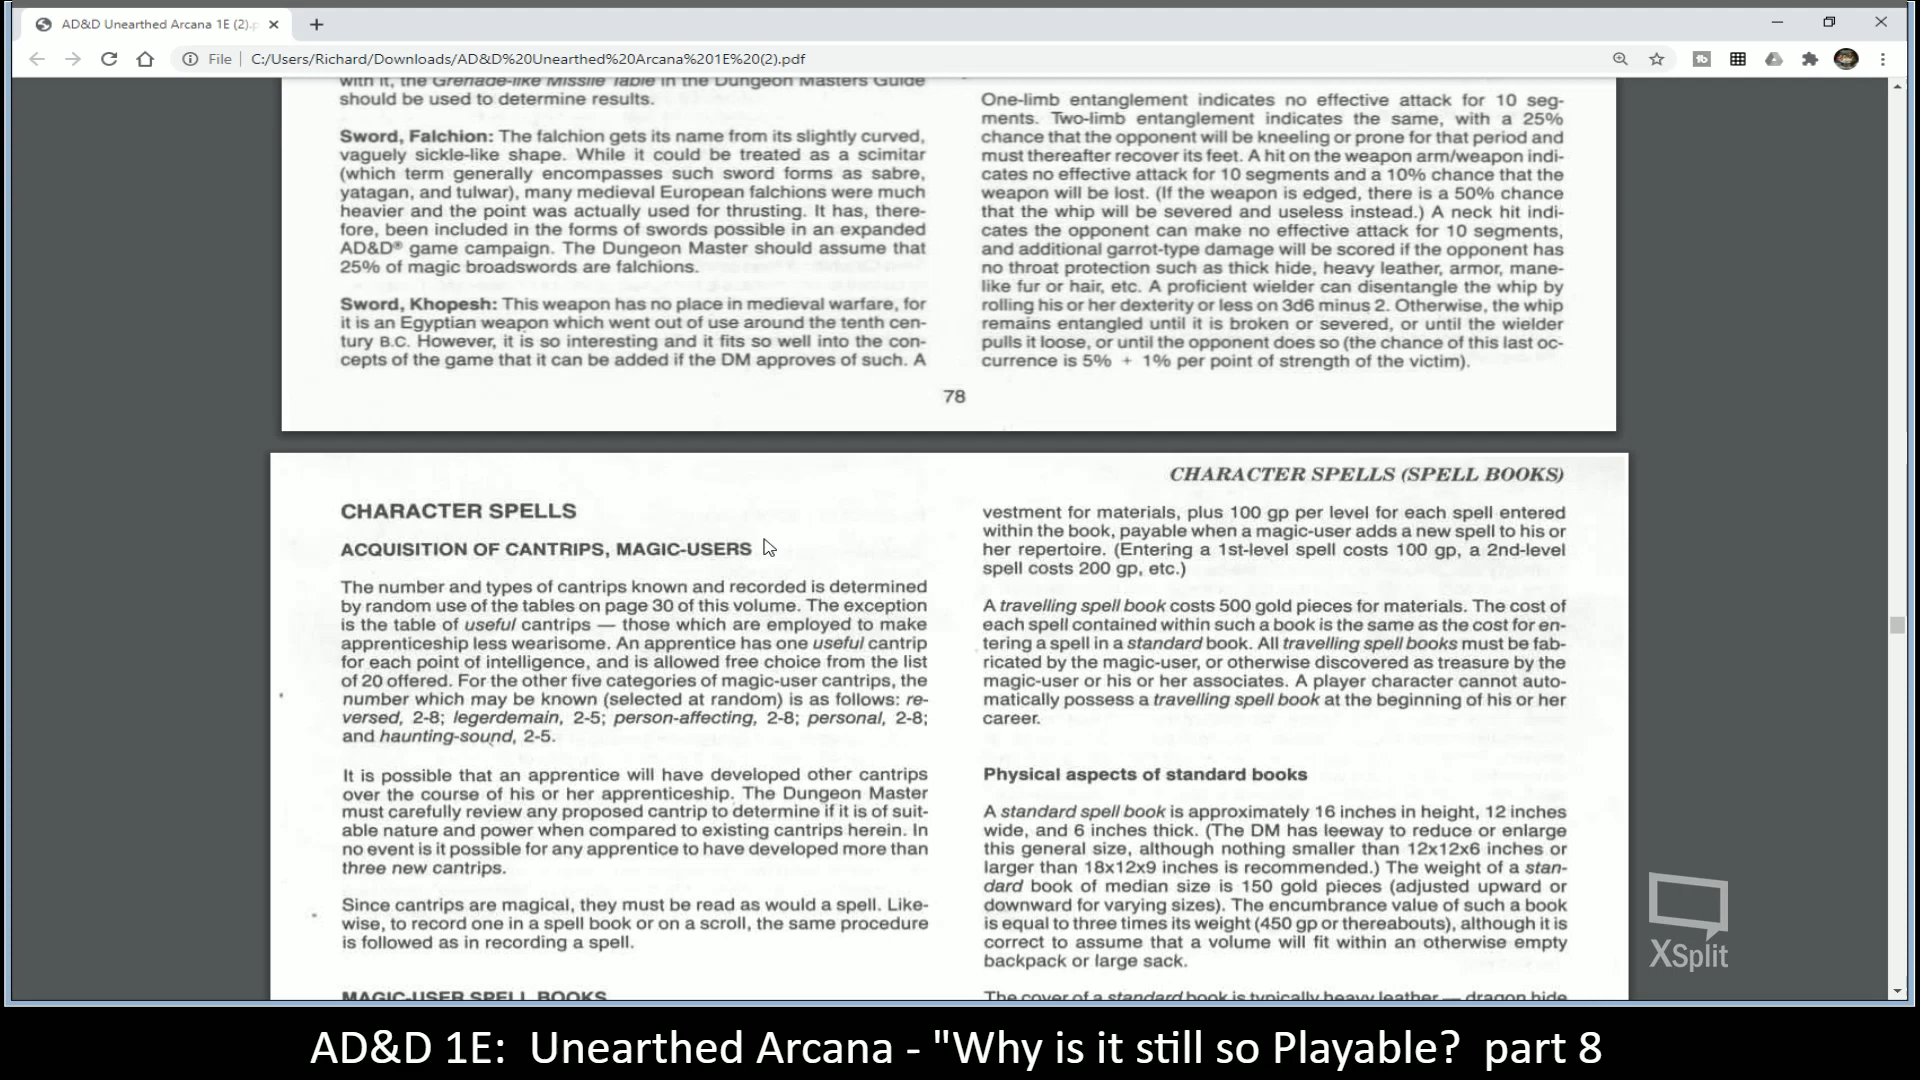 AD&D Unearthed Arcana 1E (2).p
File
C:/Users/Richard/Downloads/AD&D%20Unearthed%20Arcana%201E%20(2).pdf
with it, the Grenade-like Missile Table in the Dungeon Masters Guide
should be used to determine results.
Sword, Falchion: The falchion gets its name from its slightly curved,
vaguely sickle-like shape. While it could be treated as a scimitar
(which term generally encompasses such sword forms as sabre,
yatagan, and tulwar), many medieval European falchions were much
heavier and the point was actually used for thrusting. It has, there-
fore, been included in the forms of swords possible in an expanded
AD&D® game campaign. The Dungeon Master should assume that
25% of magic broadswords are falchions.
Sword, Khopesh: This weapon has no place in medieval warfare, for
it is an Egyptian weapon which went out of use around the tenth cen-
tury B.C. However, it is so interesting and it fits so well into the con-
cepts of the game that it can be added if the DM approves of such. A
One-limb entanglement indicates no effective attack for 10 seg-
ments. Two-limb entanglement indicates the same, with a 25%
chance that the opponent will be kneeling or prone for that period and
must thereafter recover its feet. A hit on the weapon arm/weapon indi-
cates no effective attack for 10 segments and a 10% chance that the
weapon will be lost. (If the weapon is edged, there is a 50% chance
that the whip will be severed and useless instead.) A neck hit indi-
cates the opponent can make no effective attack for 10 segments,
and additional garrot-type damage will be scored if the opponent has
no throat protection such as thick hide, heavy leather, armor, mane-
like fur or hair, etc. A proficient wielder can disentangle the whip by
rolling his or her dexterity or less on 3d6 minus 2. Otherwise, the whip
remains entangled until it is broken or severed, or until the wielder
pulls it loose, or until the opponent does so (the chance of this last oc-
currence is 5% + 1% per point of strength of the victim).
78
CHARACTER SPELLS
ACQUISITION OF CANTRIPS, MAGIC-USERS
The number and types of cantrips known and recorded is determined
by random use of the tables on page 30 of this volume. The exception
is the table of useful cantrips — those which are employed to make
apprenticeship less wearisome. An apprentice has one useful cantrip
for each point of intelligence, and is allowed free choice from the list
of 20 offered. For the other five categories of magic-user cantrips, the
number which may be known (selected at random) is as follows: re-
versed, 2-8; legerdemain, 2-5; person-affecting, 2-8; personal, 2-8;
and haunting-sound, 2-5.
It is possible that an apprentice will have developed other cantrips
over the course of his or her apprenticeship. The Dungeon Master
must carefully review any proposed cantrip to determine if it is of suit-
able nature and power when compared to existing cantrips herein. In
no event is it possible for any apprentice to have developed more than
three new cantrips.
Since cantrips are magical, they must be read as would a spell. Like-
wise, to record one in a spell book or on a scroll, the same procedure
is followed as in recording a spell.
MAGIC-USER SPELL BOOKS
CHARACTER SPELLS (SPELL BOOKS)
vestment for materials, plus 100 gp per level for each spell entered
within the book, payable when a magic-user adds a new spell to his or
her repertoire. (Entering a 1st-level spell costs 100 gp, a 2nd-level
spell costs 200 gp, etc.)
A travelling spell book costs 500 gold pieces for materials. The cost of
each spell contained within such a book is the same as the cost for en-
tering a spell in a standard book. All travelling spell books must be fab-
ricated by the magic-user, or otherwise discovered as treasure by the
magic-user or his or her associates. A player character cannot auto-
matically possess a travelling spell book at the beginning of his or her
career.
Physical aspects of standard books
A standard spell book is approximately 16 inches in height, 12 inches
wide, and 6 inches thick. (The DM has leeway to reduce or enlarge
this general size, although nothing smaller than 12x12x6 inches or
larger than 18x12x9 inches is recommended.) The weight of a stan-
dard book of median size is 150 gold pieces (adjusted upward or
downward for varying sizes). The encumbrance value of such a book
is equal to three times its weight (450 gp or thereabouts), although it is
correct to assume that a volume will fit within an otherwise empty
backpack or large sack.
The cover of a standard book is typically heavy leather — dragon hide
XSplit
AD&D 1E: Unearthed Arcana - "Why is it still so Playable? part 8